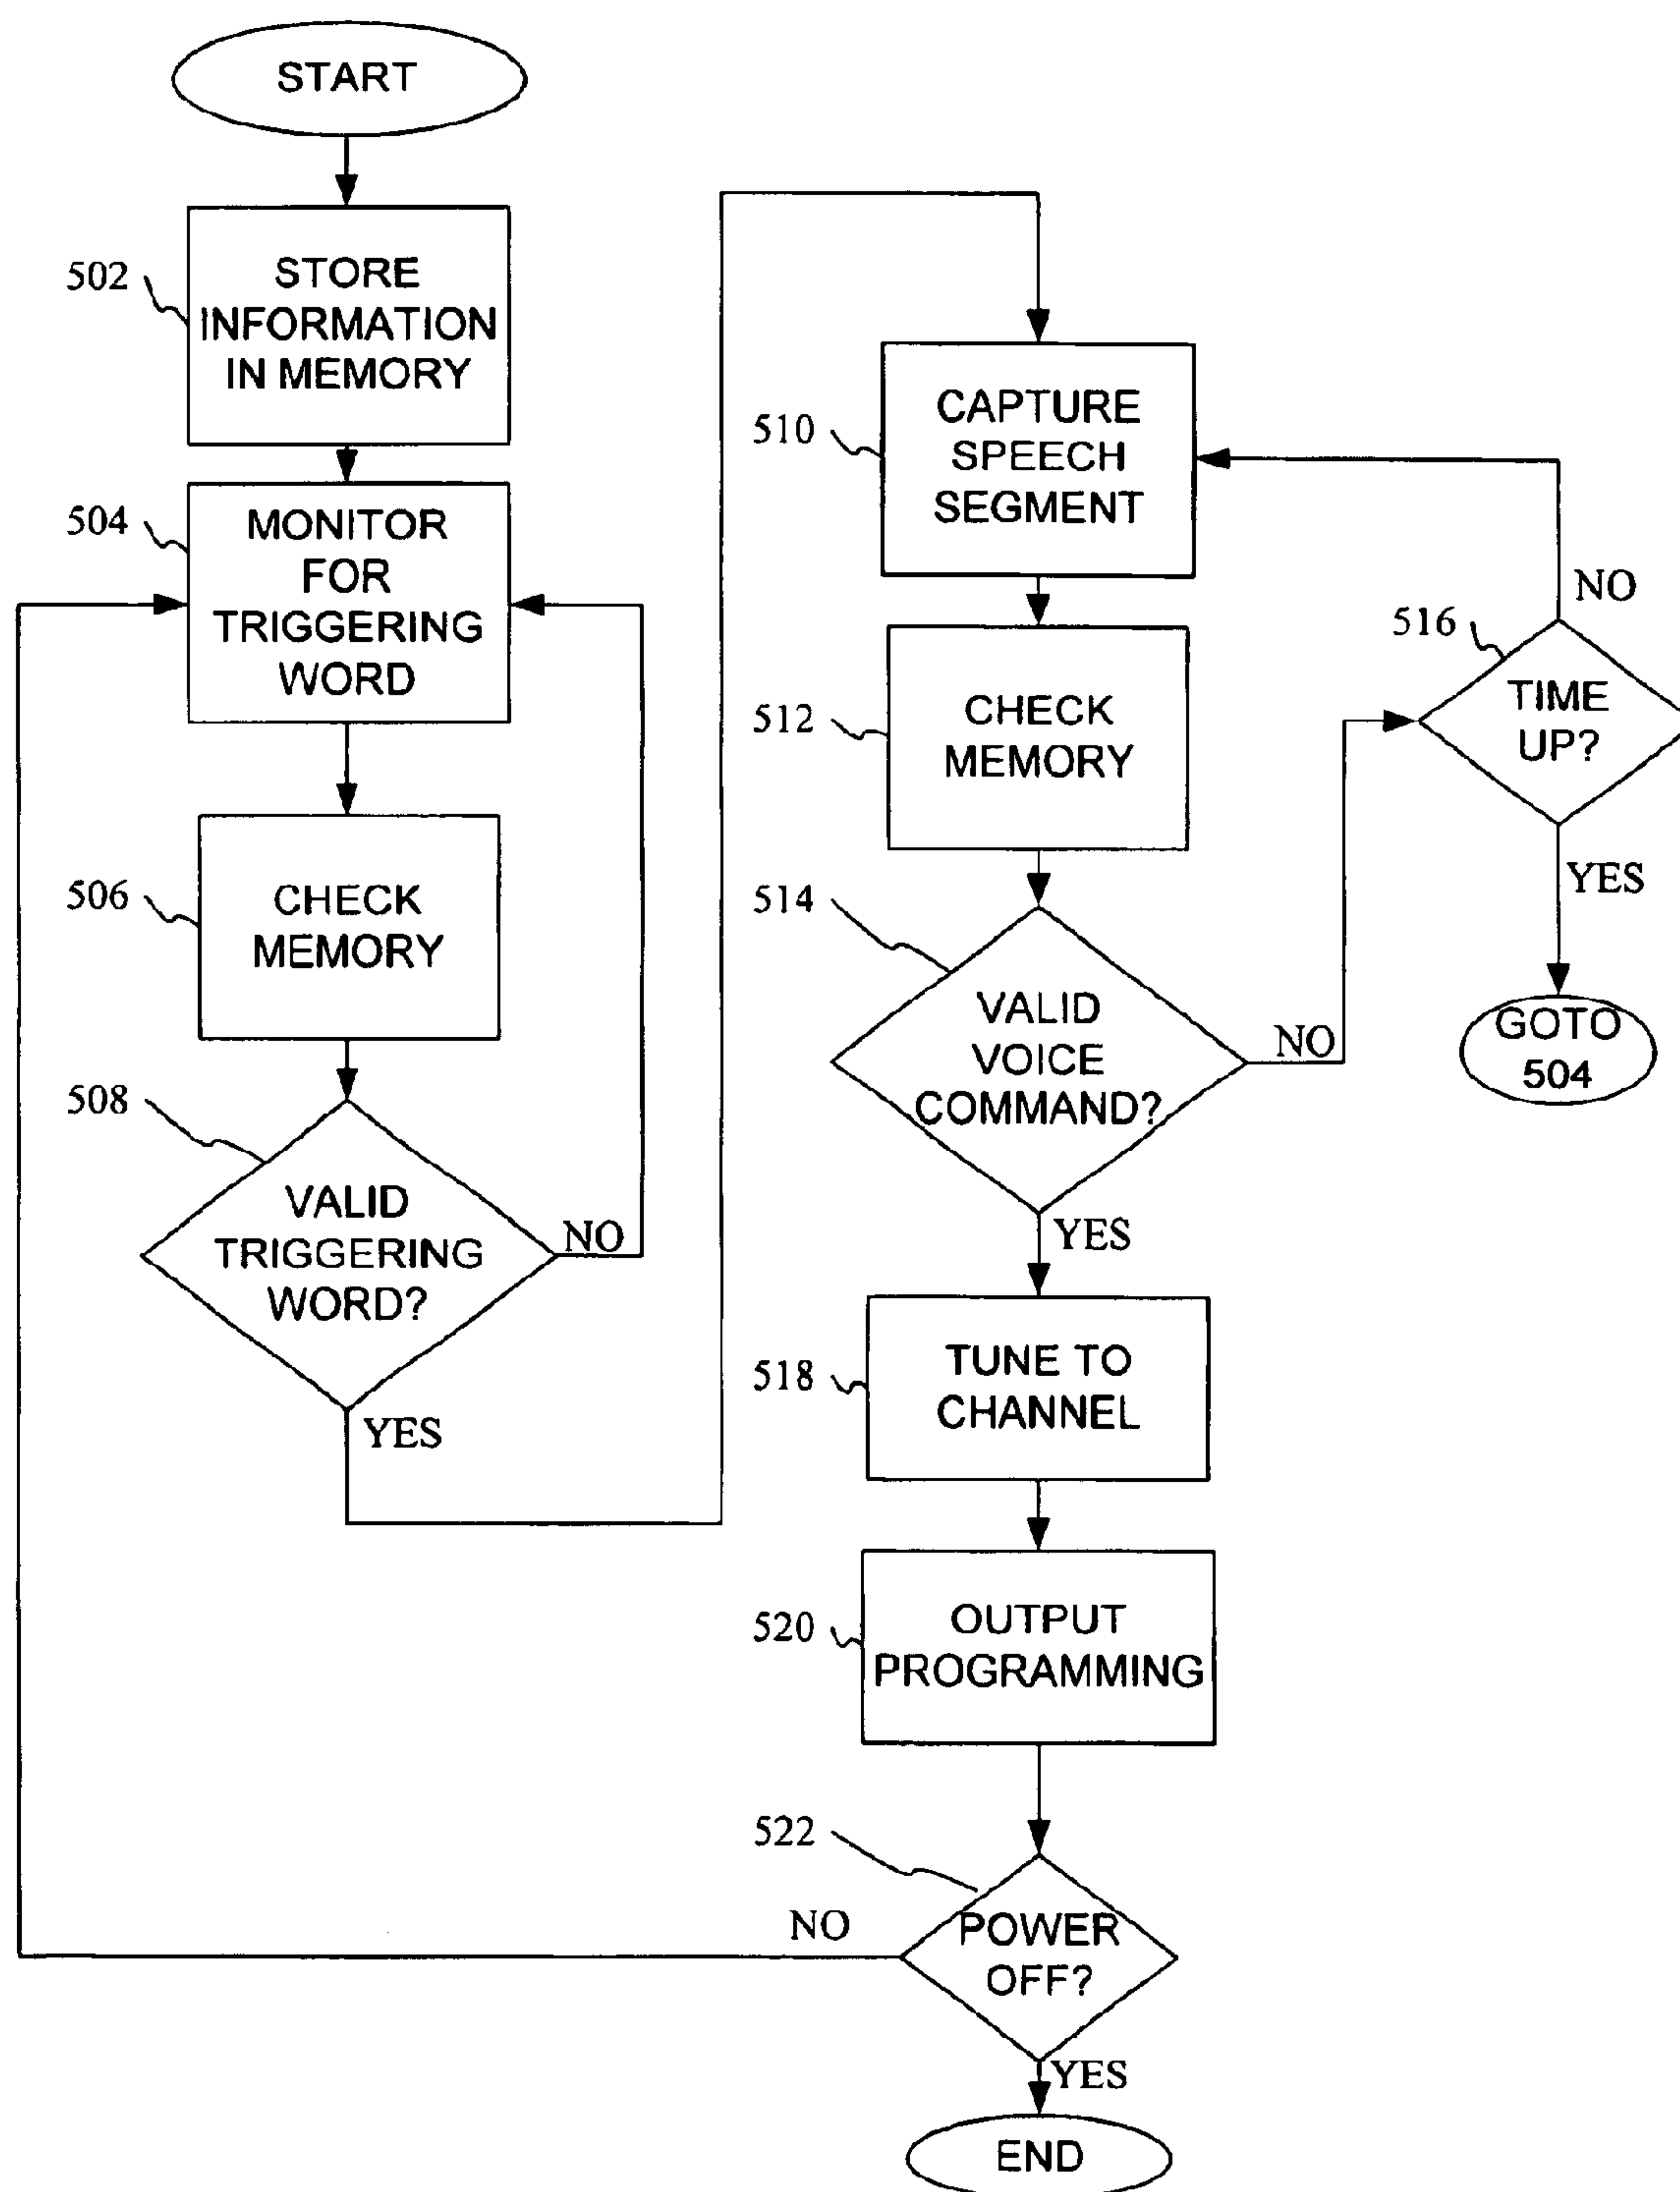 START
502
STORE
INFORMATION
IN MEMORY
504
MONITOR
FOR
TRIGGERING
WORD
506
CHECK
MEMORY
508
VALID
TRIGGERING
WORD?
NO
YES
510
CAPTURE
SPEECH
SEGMENT
512
CHECK
MEMORY
514
VALID
VOICE
COMMAND?
NO
YES
516
TIME
UP?
NO
YES
GOTO
504
518
TUNE TO
CHANNEL
520
OUTPUT
PROGRAMMING
522
POWER
OFF?
NO
YES
END